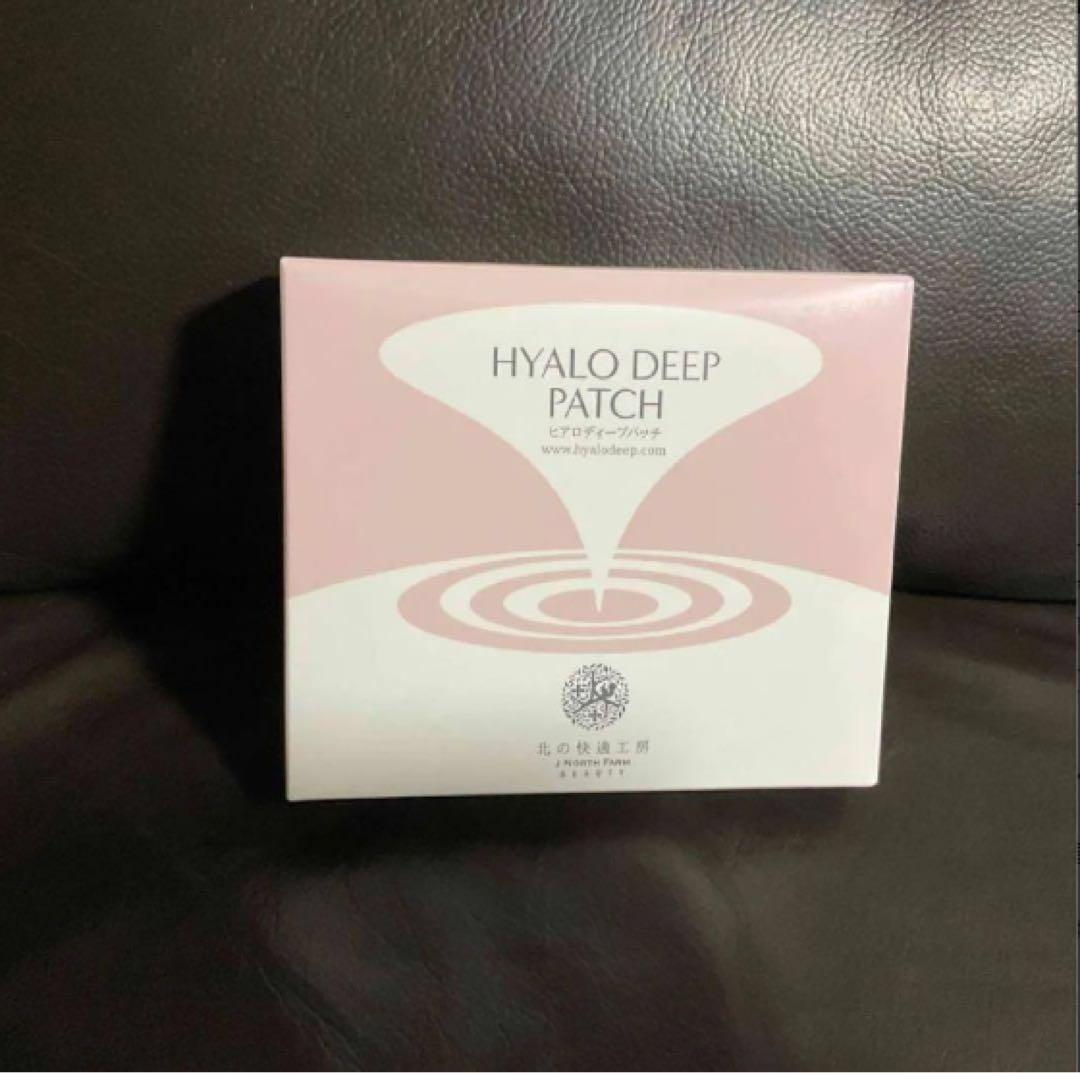 HYALO DEEP
PATCH
ヒアロディープパッチ
www.hyalodeep.com
北の快適工房
J NORTH FARM
BEAUTY